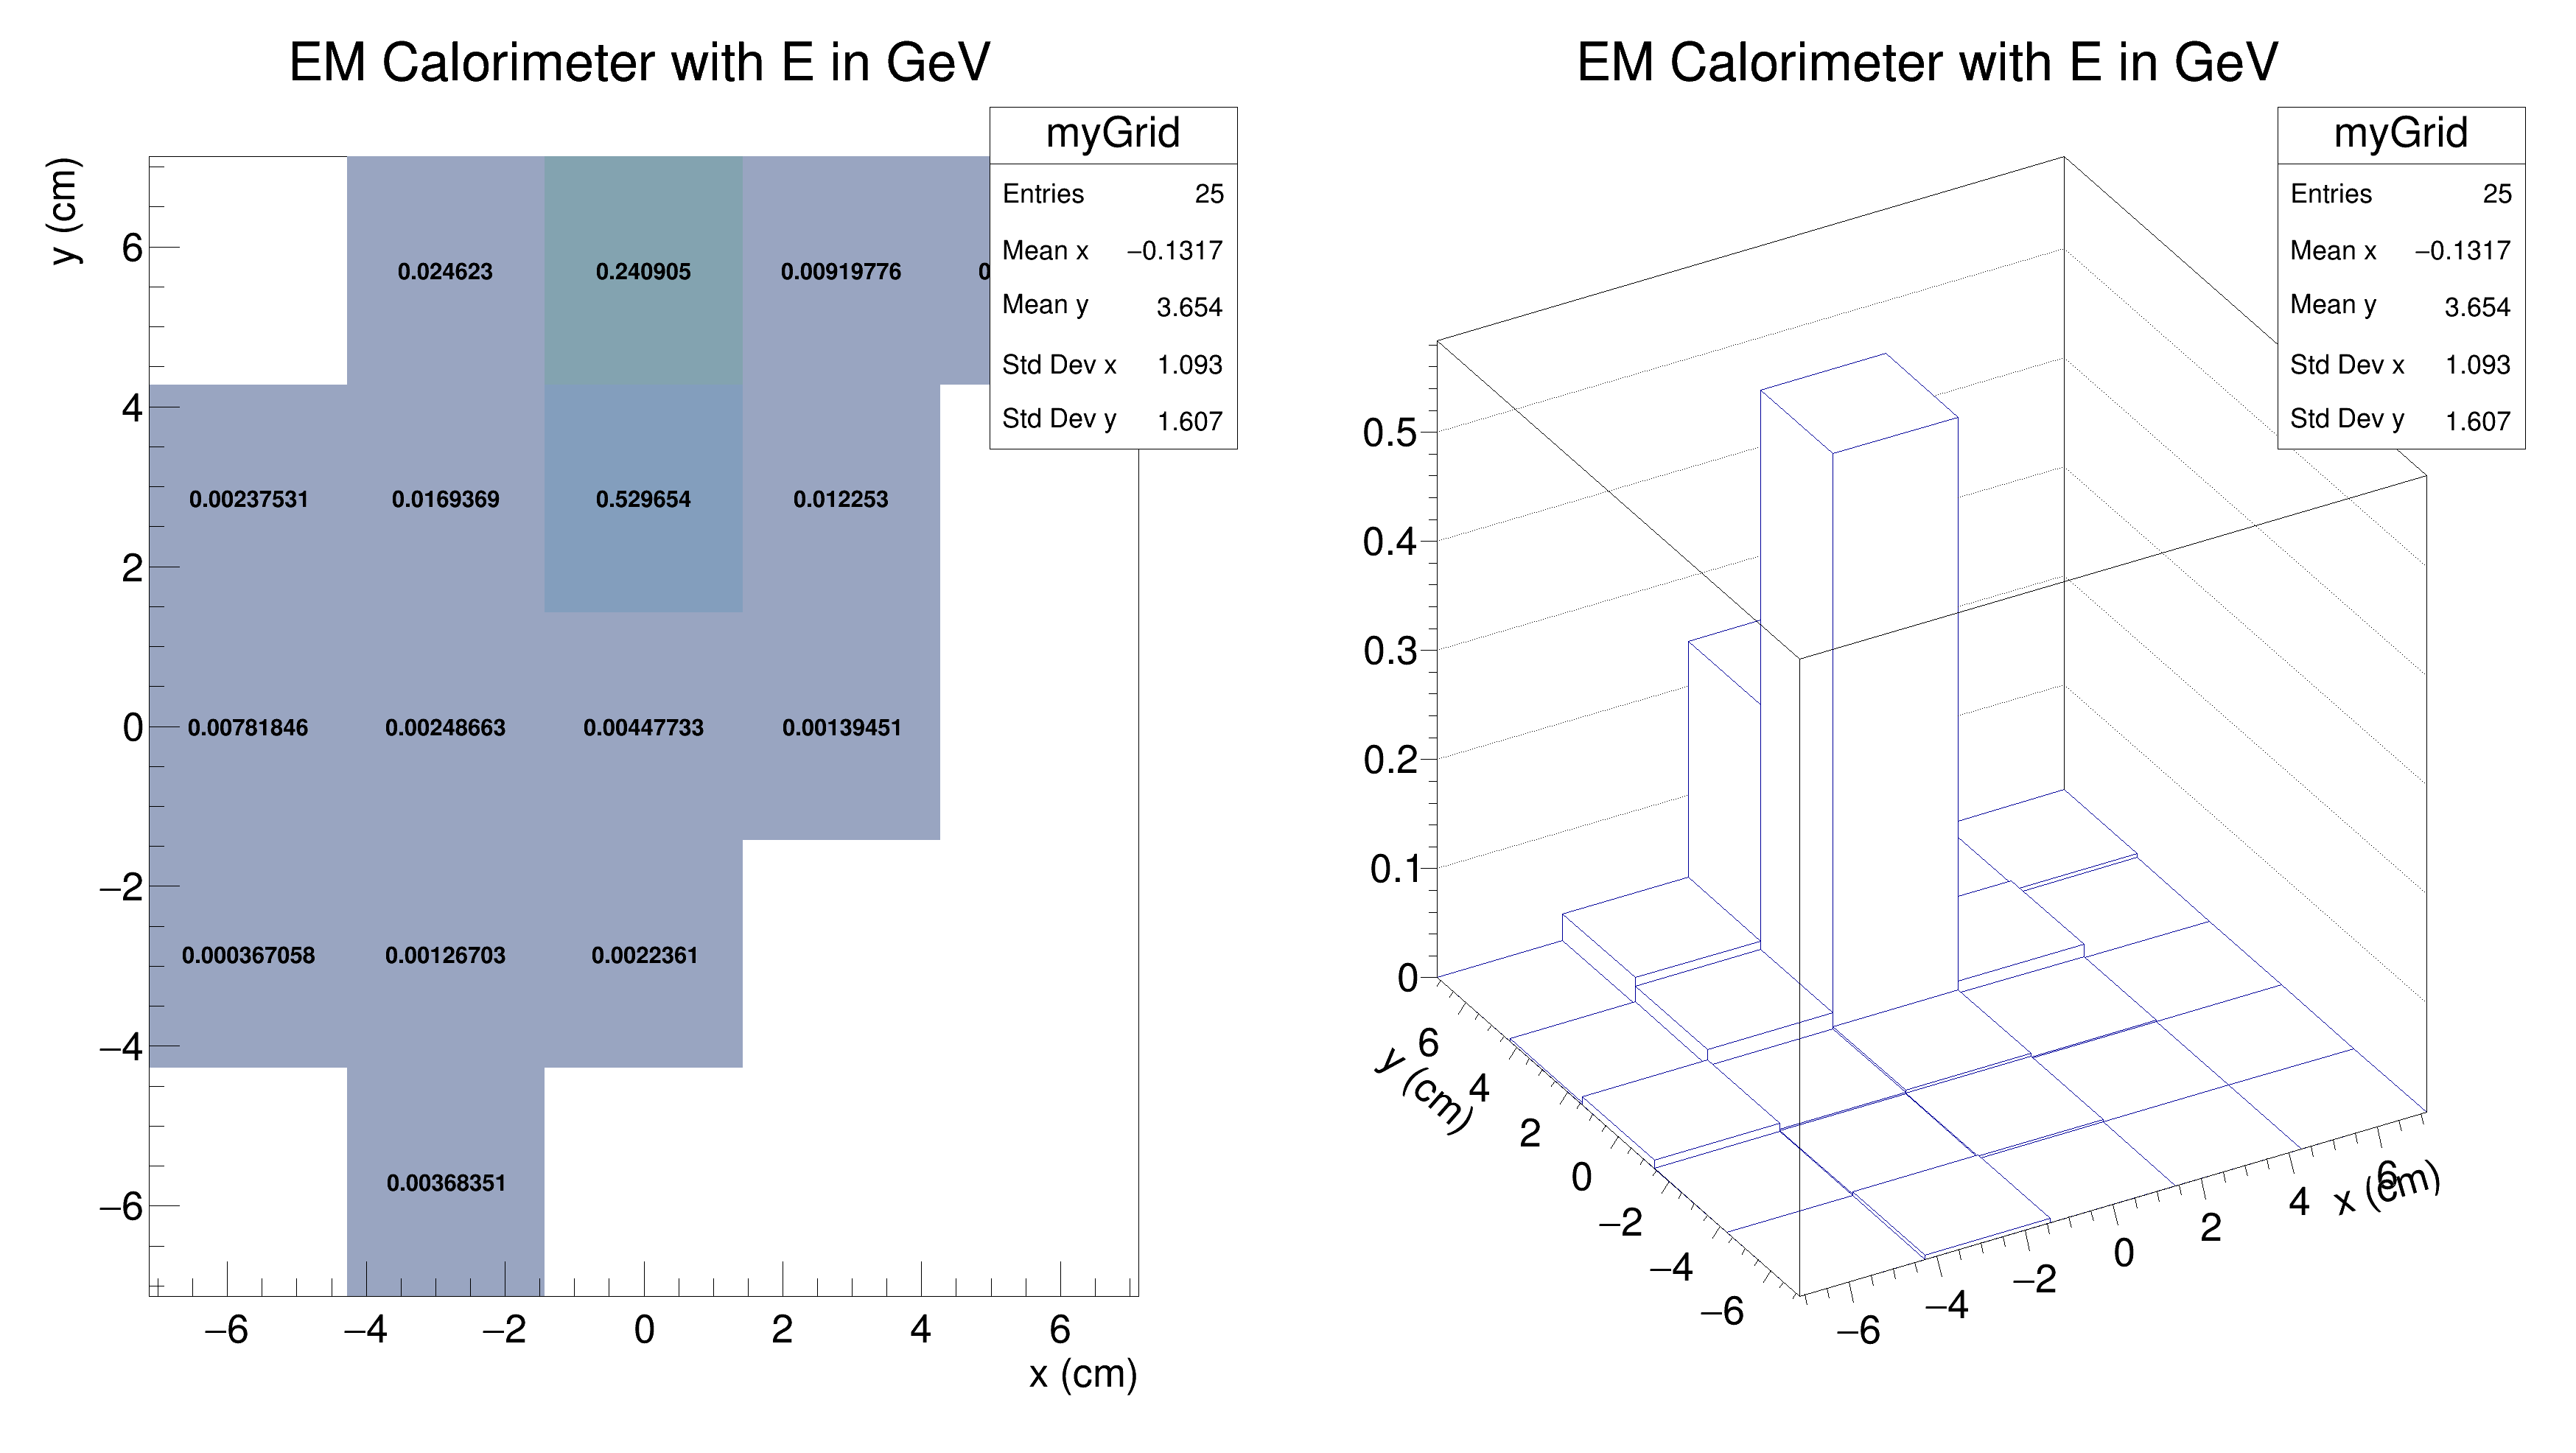 EM Calorimeter with E in GeV
myGrid
Entries 25
Mean x −0.1317
Mean y 3.654
Std Dev x 1.093
Std Dev y 1.607
y (cm)
6
4
2
0
−2
−4
−6
0.024623 0.240905 0.00919776
0.00237531 0.0169369 0.529654 0.012253
0.00781846 0.00248663 0.00447733 0.00139451
0.000367058 0.00126703 0.0022361
0.00368351
−6 −4 −2 0 2 4 6
x (cm)
EM Calorimeter with E in GeV
myGrid
Entries 25
Mean x −0.1317
Mean y 3.654
Std Dev x 1.093
Std Dev y 1.607
0.5
0.4
0.3
0.2
0.1
0
6
4
2
0
−2
−4
−6
y (cm)
−6 −4 −2 0 2 4 6
x (cm)